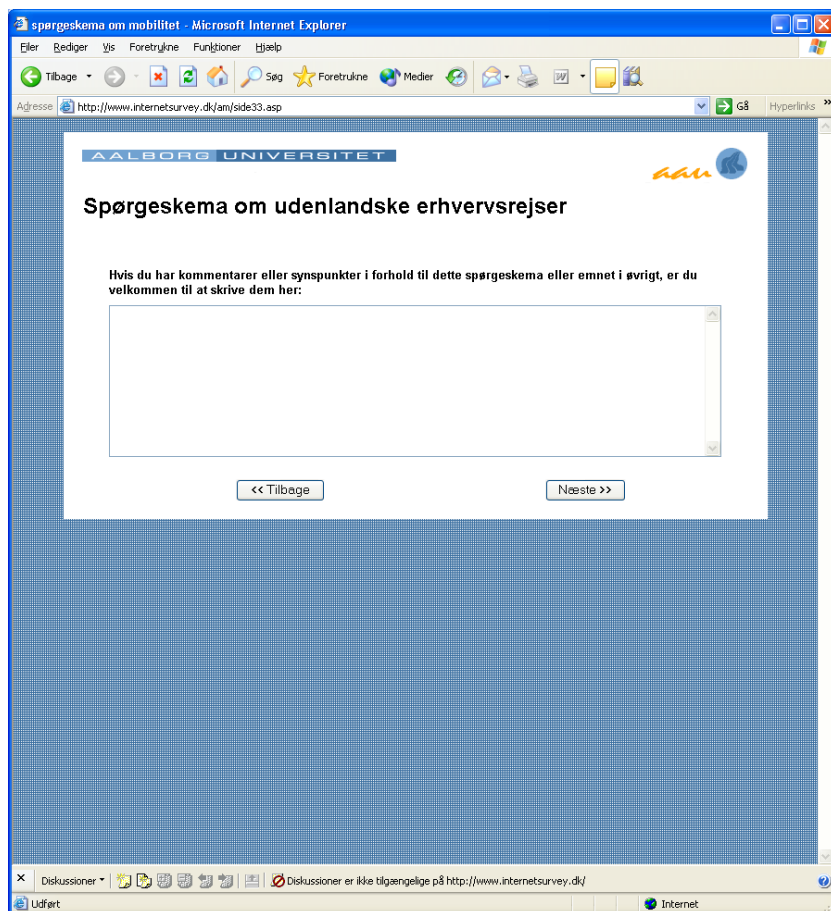 spørgeskema om mobilitet - Microsoft Internet Explorer
Filer Rediger Vis Foretrukne Funktioner Hjælp
Tilbage Søg Foretrukne Medier
Adresse http://www.internetsurvey.dk/am/side33.asp Gå Hyperlinks »
AALBORG UNIVERSITET
aau
Spørgeskema om udenlandske erhvervsrejser
Hvis du har kommentarer eller synspunkter i forhold til dette spørgeskema eller emnet i øvrigt, er du
velkommen til at skrive dem her:
<< Tilbage Næste >>
Diskussioner Diskussioner er ikke tilgængelige på http://www.internetsurvey.dk/
Udført Internet